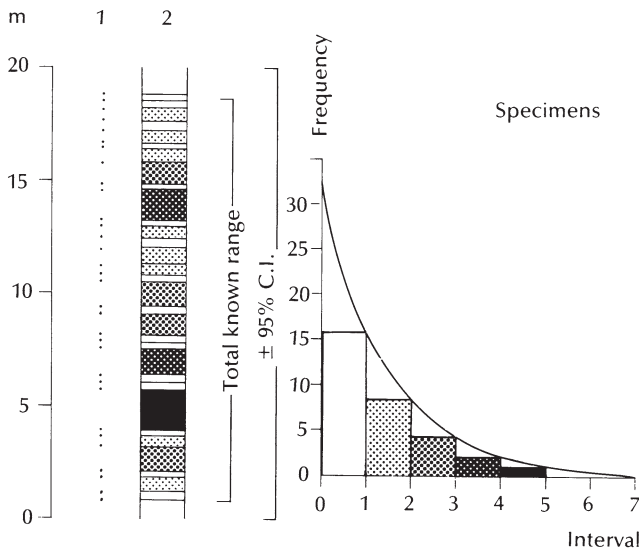 m
1
2
20
15
10
5
0
Total known range
± 95% C.I.
Frequency
Specimens
30
25
20
15
10
5
0
0 1 2 3 4 5 6 7
Interval